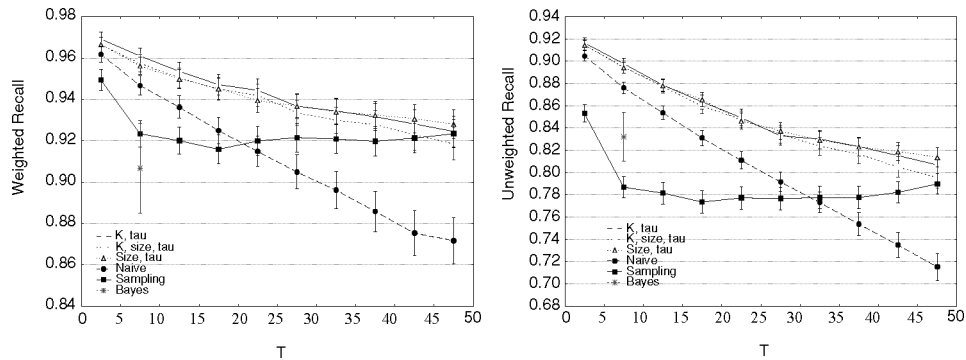 0.98
0.96
0.94
0.92
0.90
0.88
0.86
0.84
Weighted Recall
K, tau
K, size, tau
Size, tau
Naive
Sampling
Bayes
0 5 10 15 20 25 30 35 40 45 50
T
0.94
0.92
0.90
0.88
0.86
0.84
0.82
0.80
0.78
0.76
0.74
0.72
0.70
0.68
Unweighted Recall
K, tau
K, size, tau
Size, tau
Naive
Sampling
Bayes
0 5 10 15 20 25 30 35 40 45 50
T